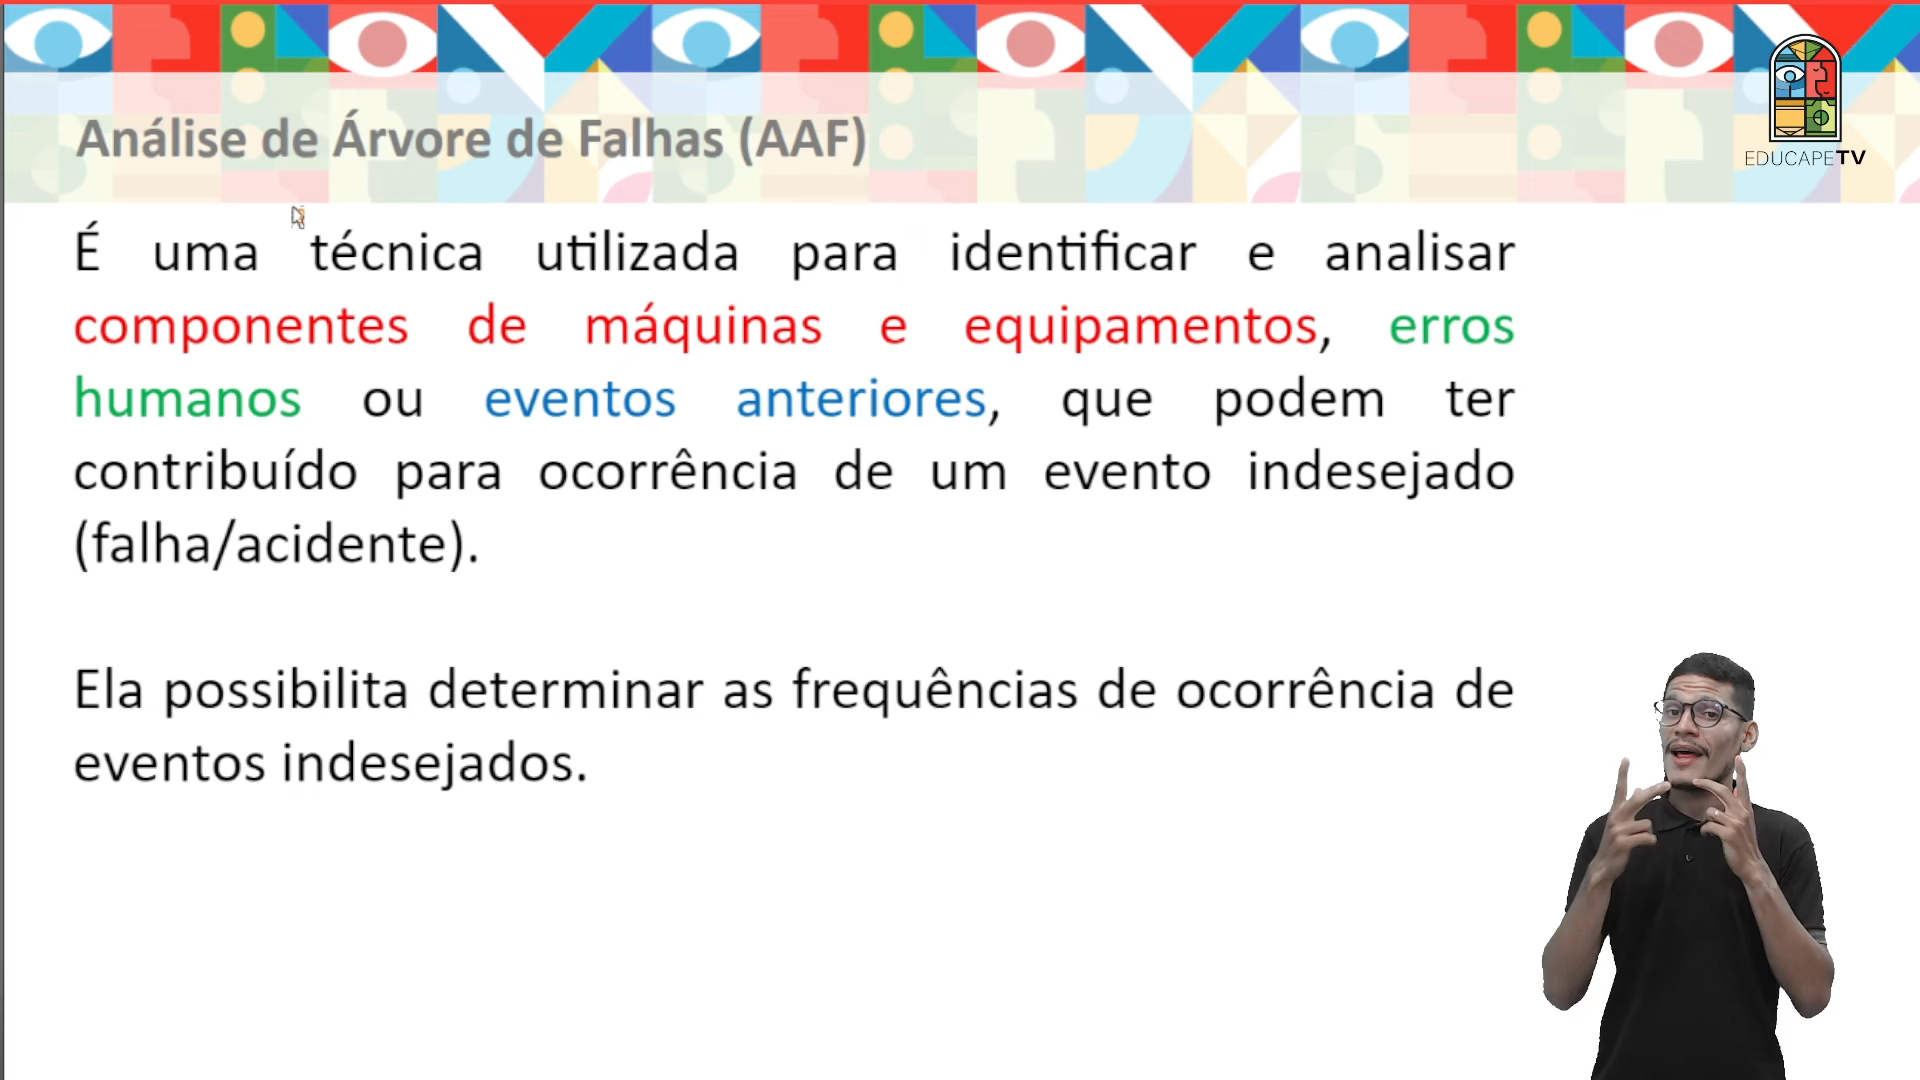 Análise de Árvore de Falhas (AAF)
EDUCAPETV
É uma técnica utilizada para identificar e analisar
componentes de máquinas e equipamentos, erros
humanos ou eventos anteriores, que podem ter
contribuído para ocorrência de um evento indesejado
(falha/acidente).
Ela possibilita determinar as frequências de ocorrência de
eventos indesejados.